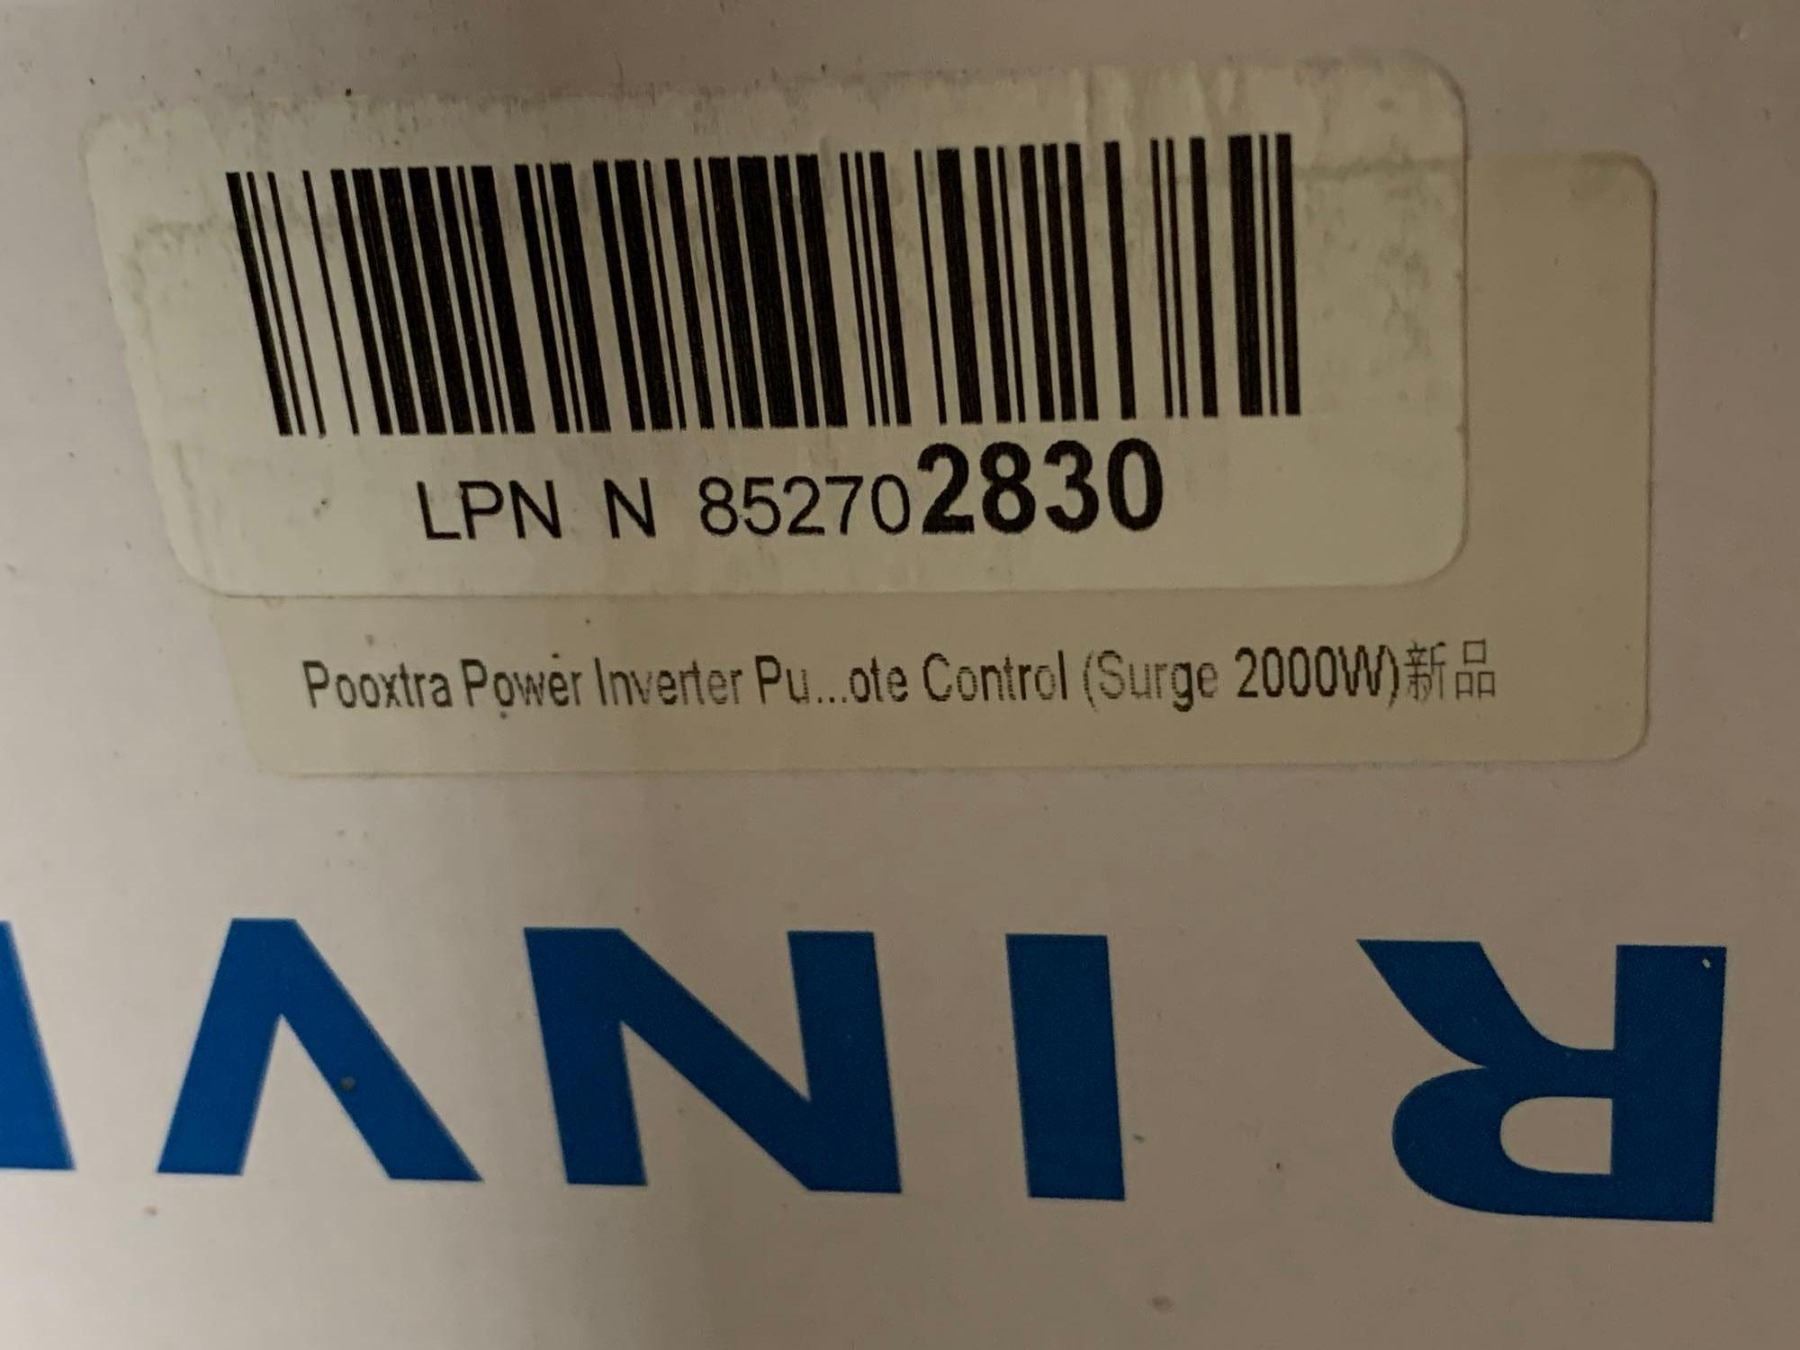 LPN N 852702830
Pooxtra Power Inverter Pu...ote Control (Surge 2000W)新品
R INV